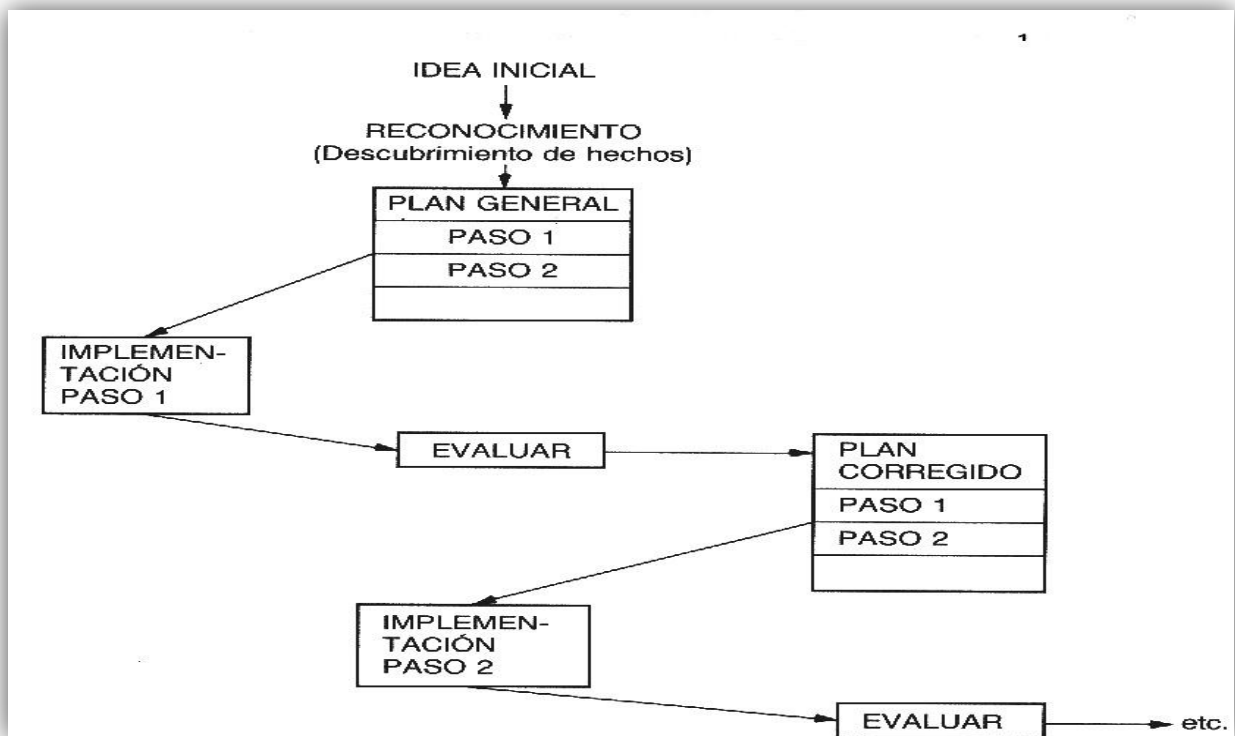 1
IDEA INICIAL
RECONOCIMIENTO
(Descubrimiento de hechos)
PLAN GENERAL
PASO 1
PASO 2
IMPLEMEN-
TACIÓN
PASO 1
EVALUAR
PLAN
CORREGIDO
PASO 1
PASO 2
IMPLEMEN-
TACIÓN
PASO 2
EVALUAR
etc.